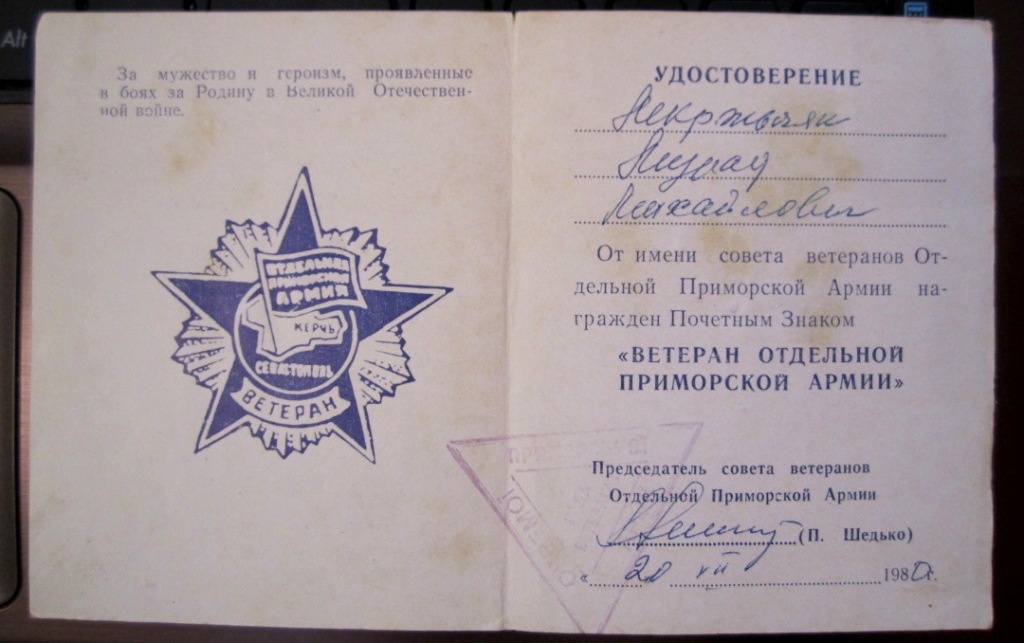 За мужество и героизм, проявленные
в боях за Родину в Великой Отечествен-
ной войне.
ОТДЕЛЬНАЯ
ПРИМОРСКАЯ
АРМИЯ
КЕРЧЬ
СЕВАСТОПОЛЬ
ВЕТЕРАН
УДОСТОВЕРЕНИЕ
Михайлович
От имени совета ветеранов От-
дельной Приморской Армии на-
гражден Почетным Знаком
«ВЕТЕРАН ОТДЕЛЬНОЙ
ПРИМОРСКОЙ АРМИИ»
Председатель совета ветеранов
Отдельной Приморской Армии
(П. Шедько)
« 20 VII 1980г.
Alt